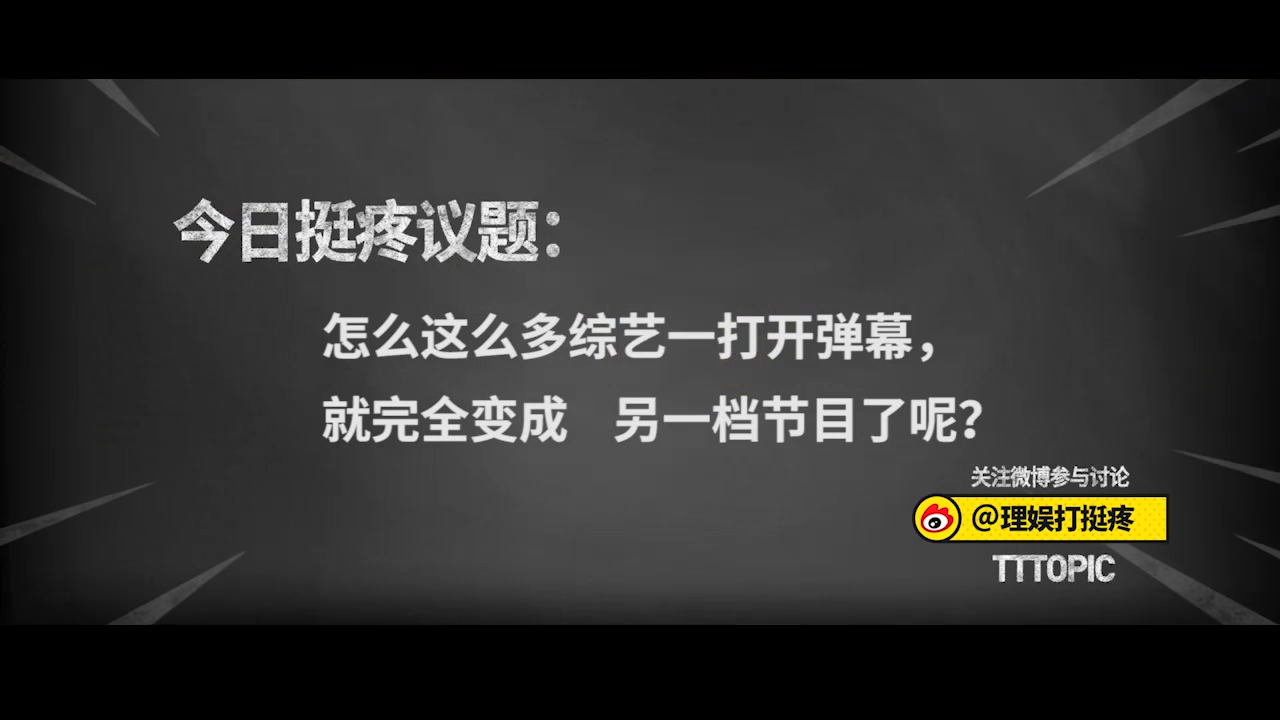 今日挺疼议题：
怎么这么多综艺一打开弹幕，
就完全变成 另一档节目了呢？
关注微博参与讨论
@理娱打挺疼
TTTOPIC